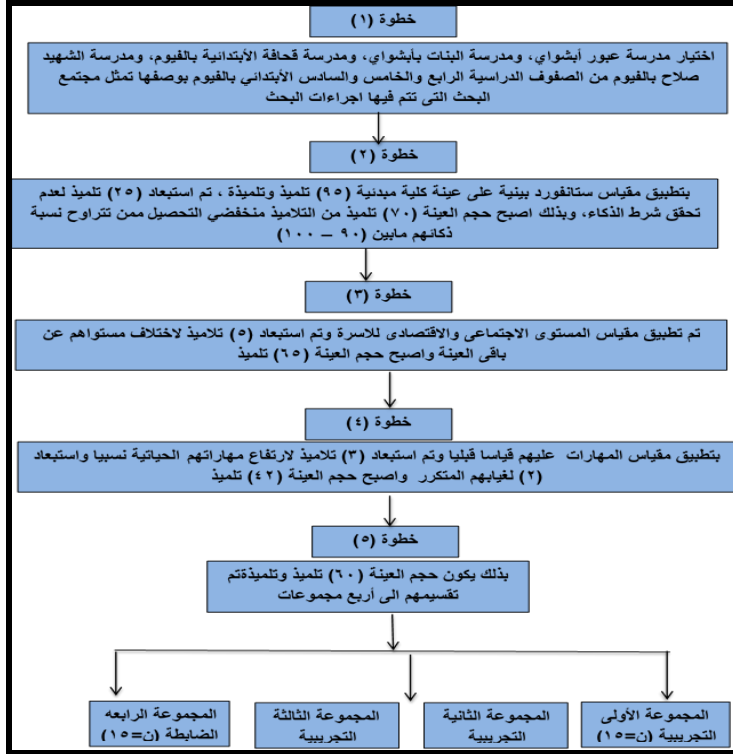 خطوة (١)
اختيار مدرسة عبور أبشواي، ومدرسة البنات بأبشواي، ومدرسة قحافة الأبتدائية بالفيوم، ومدرسة الشهيد
صلاح بالفيوم من الصفوف الدراسية الرابع والخامس والسادس الأبتدائي بالفيوم بوصفها تمثل مجتمع
البحث التى تتم فيها اجراءات البحث
خطوة (٢)
بتطبيق مقياس ستانفورد بينية على عينة كلية مبدئية (٩٥) تلميذ وتلميذة ، تم استبعاد (٢٥) تلميذ لعدم
تحقق شرط الذكاء، وبذلك اصبح حجم العينة (٧٠) تلميذ من التلاميذ منخفضي التحصيل ممن تتراوح نسبة
ذكائهم مابين (٩٠ – ١٠٠)
خطوة (٣)
تم تطبيق مقياس المستوى الاجتماعى والاقتصادى للاسرة وتم استبعاد (٥) تلاميذ لاختلاف مستواهم عن
باقى العينة واصبح حجم العينة (٦٥) تلميذ
خطوة (٤)
بتطبيق مقياس المهارات عليهم قياسا قبليا وتم استبعاد (٣) تلاميذ لارتفاع مهاراتهم الحياتية نسبيا واستبعاد
(٢) لغيابهم المتكرر واصبح حجم العينة (٤٢) تلميذ
خطوة (٥)
بذلك يكون حجم العينة (٦٠) تلميذ وتلميذةتم
تقسيمهم الى أربع مجموعات
المجموعة الأولى
التجريبية (ن=١٥)
المجموعة الثانية
التجريبية
المجموعة الثالثة
التجريبية
المجموعة الرابعه
الضابطة (ن=١٥)